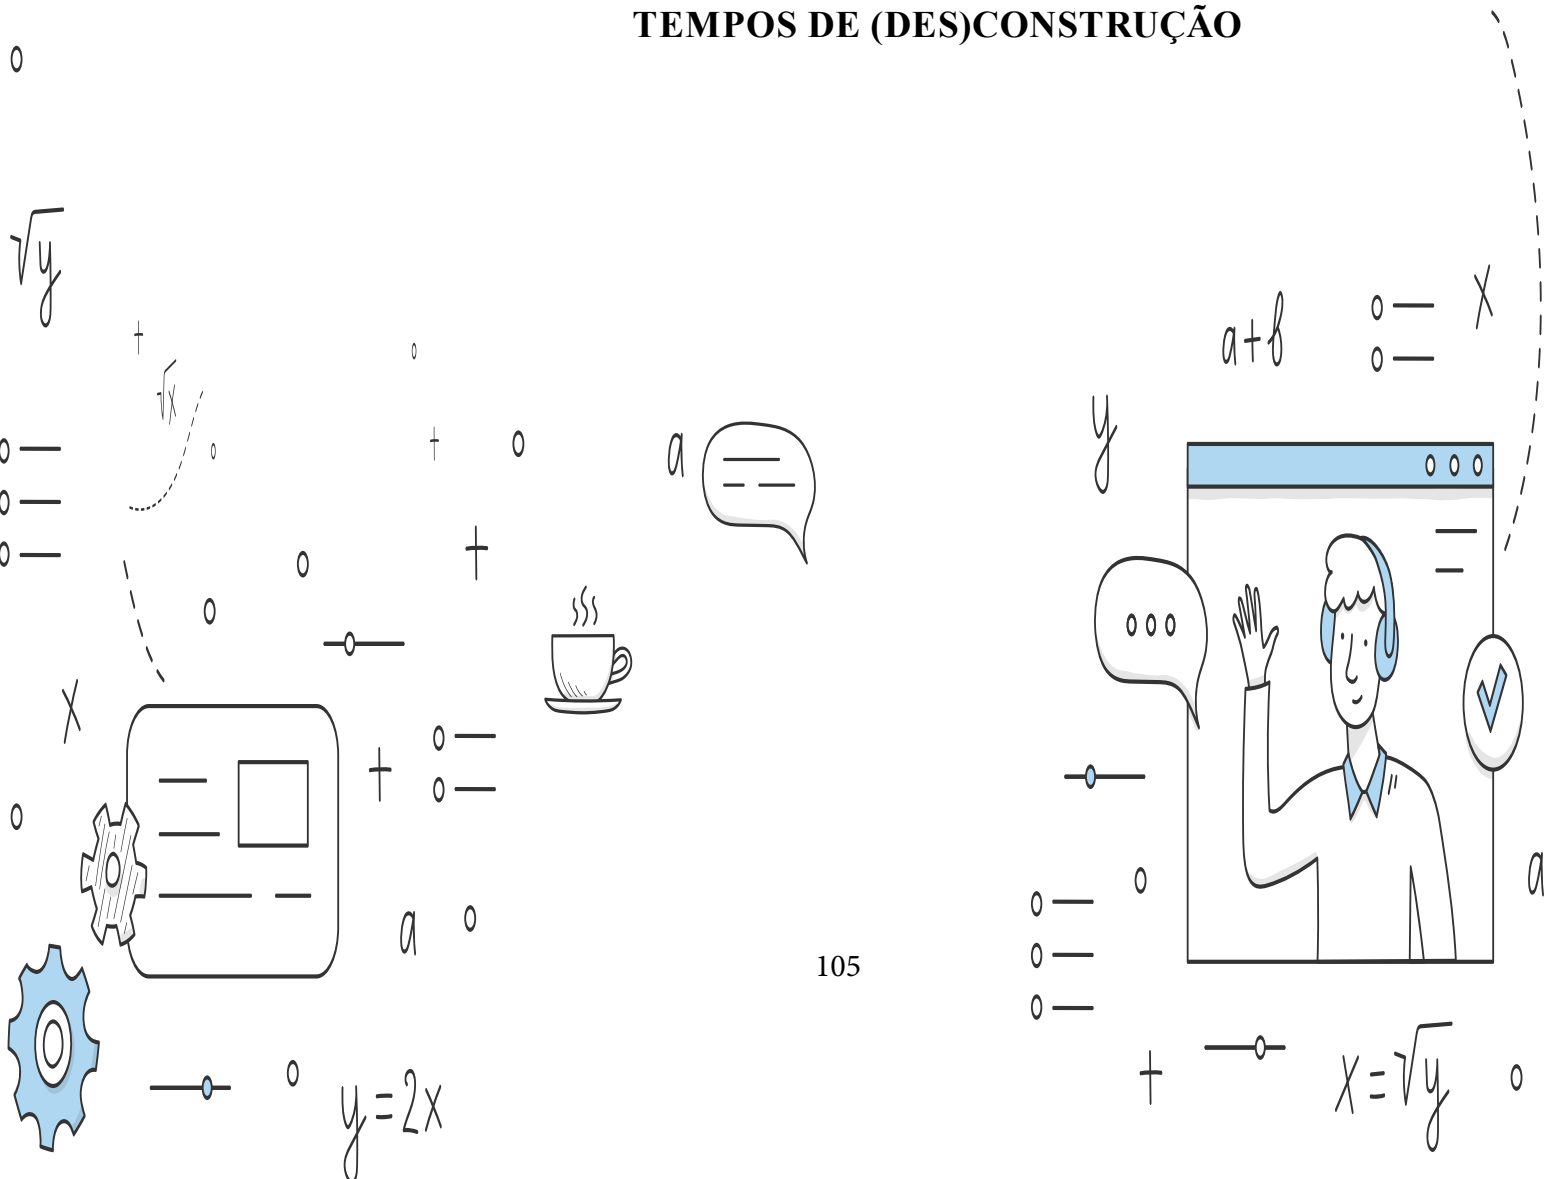 TEMPOS DE (DES)CONSTRUÇÃO
√y
a+b
x
√x
y
a
x
a
a
105
y=2x
x=√y